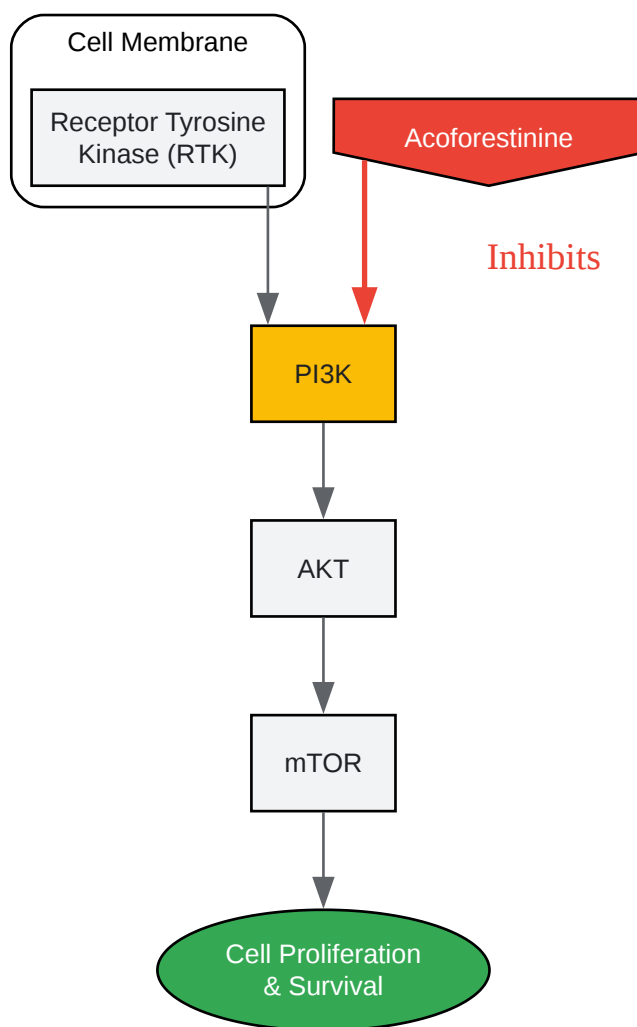 Cell Membrane
Receptor Tyrosine
Kinase (RTK)
Acoforestinine
Inhibits
PI3K
AKT
mTOR
Cell Proliferation
& Survival